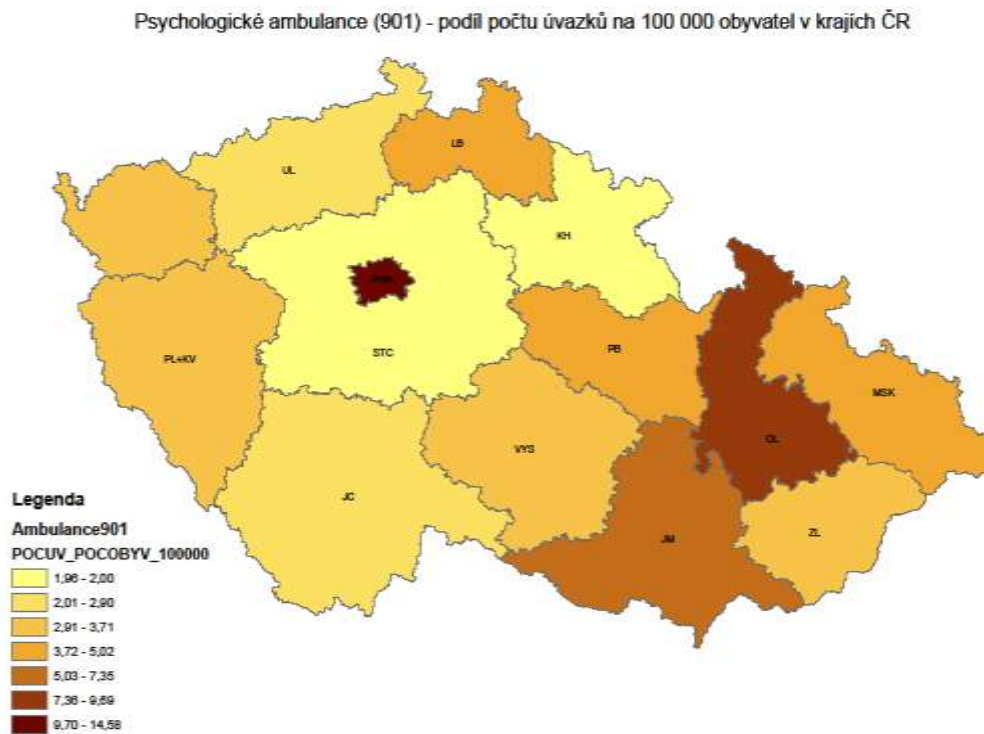 Psychologické ambulance (901) - podíl počtu úvazků na 100 000 obyvatel v krajích ČR
LB
UL
KH
STC
PB
PL+KV
MSK
OL
VYS
JC
JM
ZL
Legenda
Ambulance901
POCUV_POCOBYV_100000
1,96 - 2,00
2,01 - 2,90
2,91 - 3,71
3,72 - 5,02
5,03 - 7,35
7,36 - 9,69
9,70 - 14,58